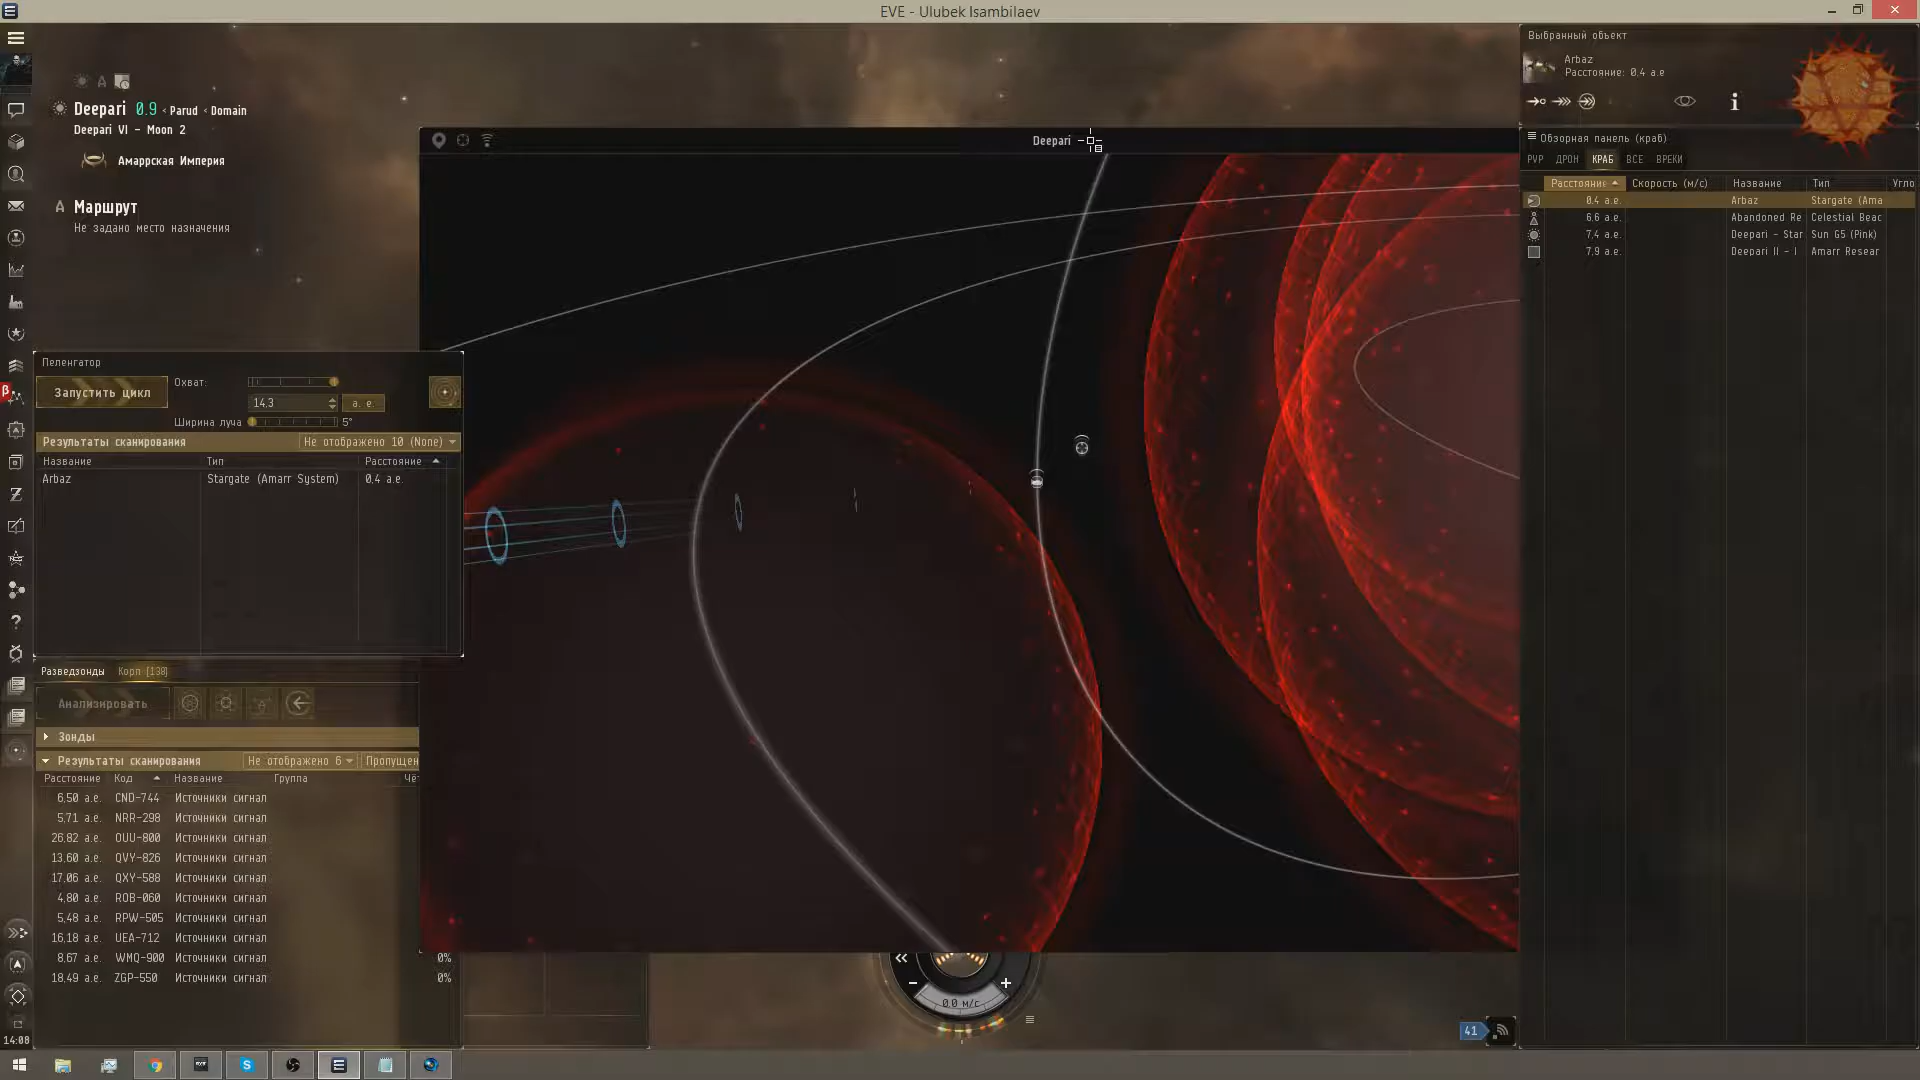 EVE - Ulubek Isambilaev
Deepari 0.9 ‹ Parud ‹ Domain
Deepari VI - Moon 2
Амаррская Империя
Маршрут
Не задано место назначения
Deepari
Выбранный объект
Arbaz
Расстояние: 0,4 а.е
Обзорная панель (краб)
PVP ДРОН КРАБ ВСЕ ВРЕКИ
Расстояние Скорость (м/с) Название Тип Угло
0,4 а.е. Arbaz Stargate (Ama
6,6 а.е. Abandoned Re Celestial Beac
7,4 а.е. Deepari - Star Sun G5 (Pink)
7,9 а.е. Deepari II - I Amarr Resear
Пеленгатор
Запустить цикл
Охват:
14,3 а. е.
Ширина луча 5°
Результаты сканирования Не отображено 10 (None)
Название Тип Расстояние
Arbaz Stargate (Amarr System) 0,4 а.е.
Разведзонды Корп [138]
Анализировать
Зонды
Результаты сканирования Не отображено 6 Пропущен
Расстояние Код Название Группа Чё
6,50 а.е. CND-744 Источники сигнал
5,71 а.е. NRR-298 Источники сигнал
26,82 а.е. OUU-800 Источники сигнал
13,60 а.е. QVY-826 Источники сигнал
17,06 а.е. QXY-588 Источники сигнал
4,80 а.е. ROB-060 Источники сигнал
5,48 а.е. RPW-505 Источники сигнал
16,18 а.е. UEA-712 Источники сигнал
8,67 а.е. WMQ-900 Источники сигнал 0%
18,49 а.е. ZGP-550 Источники сигнал 0%
0,0 м/с
41
14:08